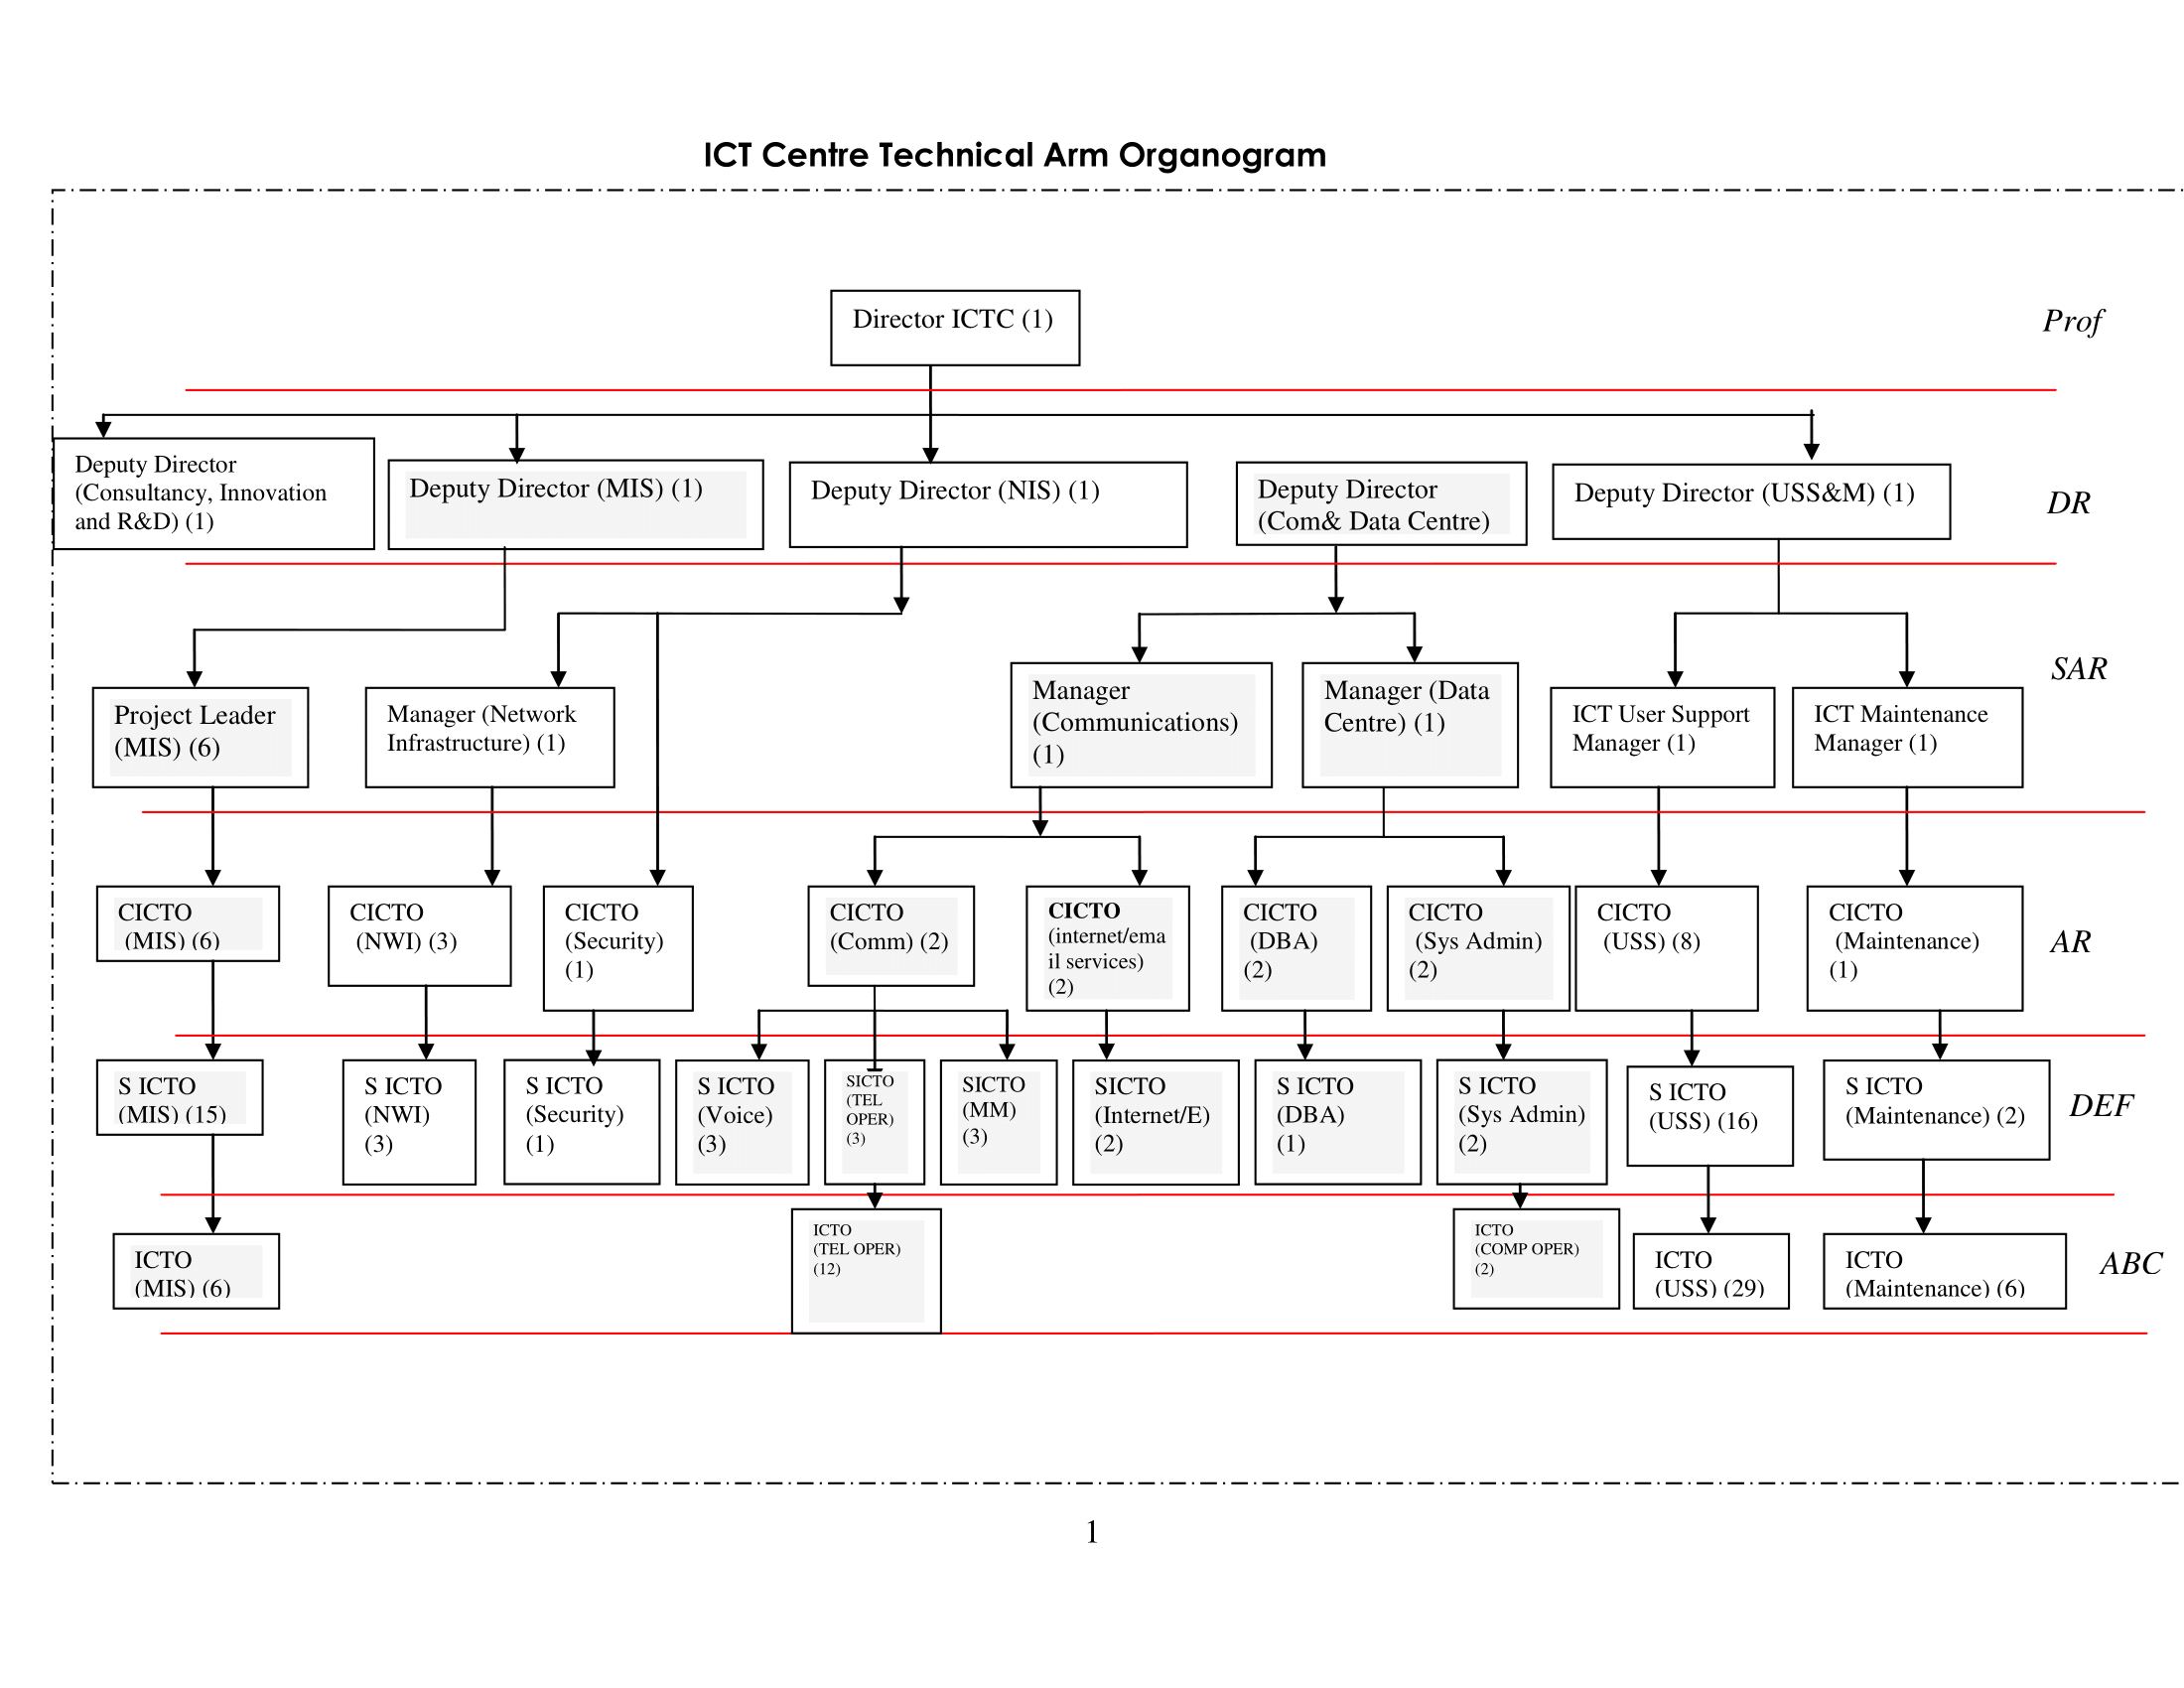 ICT Centre Technical Arm Organogram
Director ICTC (1)
Prof
Deputy Director
(Consultancy, Innovation
and R&D) (1)
Deputy Director (MIS) (1)
Deputy Director (NIS) (1)
Deputy Director
(Com& Data Centre)
Deputy Director (USS&M) (1)
DR
Project Leader
(MIS) (6)
Manager (Network
Infrastructure) (1)
Manager
(Communications)
(1)
Manager (Data
Centre) (1)
ICT User Support
Manager (1)
ICT Maintenance
Manager (1)
SAR
CICTO
(MIS) (6)
CICTO
(NWI) (3)
CICTO
(Security)
(1)
CICTO
(Comm) (2)
CICTO
(internet/ema
il services)
(2)
CICTO
(DBA)
(2)
CICTO
(Sys Admin)
(2)
CICTO
(USS) (8)
CICTO
(Maintenance)
(1)
AR
S ICTO
(MIS) (15)
S ICTO
(NWI)
(3)
S ICTO
(Security)
(1)
S ICTO
(Voice)
(3)
SICTO
(TEL
OPER)
(3)
SICTO
(MM)
(3)
SICTO
(Internet/E)
(2)
S ICTO
(DBA)
(1)
S ICTO
(Sys Admin)
(2)
S ICTO
(USS) (16)
S ICTO
(Maintenance) (2)
DEF
ICTO
(MIS) (6)
ICTO
(TEL OPER)
(12)
ICTO
(COMP OPER)
(2)
ICTO
(USS) (29)
ICTO
(Maintenance) (6)
ABC
1